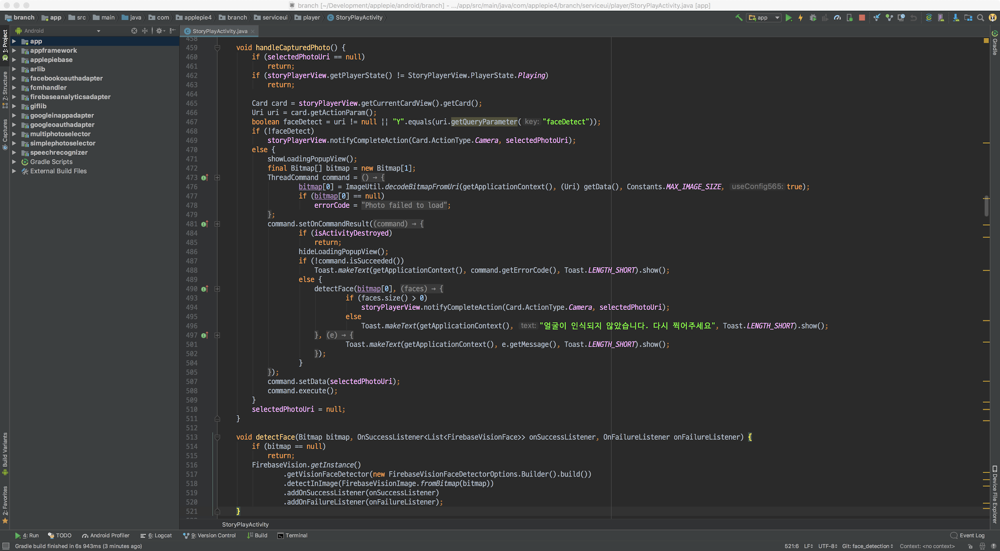 branch [~/Development/applepie/android/branch] - .../app/src/main/java/com/applepie4/branch/serviceui/player/StoryPlayActivity.java [app]
branch app src main java com applepie4 branch serviceui player StoryPlayActivity app
1: Project
Z: Structure
Captures
Build Variants
2: Favorites
Android
app
appframework
applepiebase
arlib
facebookoauthadapter
fcmhandler
firebaseanalyticsadapter
giflib
googleinappadapter
googleoauthadapter
multiphotoselector
simplephotoselector
speechrecognizer
Gradle Scripts
External Build Files
StoryPlayActivity.java
458
459 void handleCapturedPhoto() {
460 if (selectedPhotoUri == null)
461 return;
462 if (storyPlayerView.getPlayerState() != StoryPlayerView.PlayerState.Playing)
463 return;
464
465 Card card = storyPlayerView.getCurrentCardView().getCard();
466 Uri uri = card.getActionParam();
467 boolean faceDetect = uri != null || "Y".equals(uri.getQueryParameter( key: "faceDetect"));
468 if (!faceDetect)
469 storyPlayerView.notifyCompleteAction(Card.ActionType.Camera, selectedPhotoUri);
470 else {
471 showLoadingPopupView();
472 final Bitmap[] bitmap = new Bitmap[1];
473 ThreadCommand command = () → {
476 bitmap[0] = ImageUtil.decodeBitmapFromUri(getApplicationContext(), (Uri) getData(), Constants.MAX_IMAGE_SIZE, useConfig565: true);
477 if (bitmap[0] == null)
478 errorCode = "Photo failed to load";
479 };
481 command.setOnCommandResult((command) → {
484 if (isActivityDestroyed)
485 return;
486 hideLoadingPopupView();
487 if (!command.isSucceeded())
488 Toast.makeText(getApplicationContext(), command.getErrorCode(), Toast.LENGTH_SHORT).show();
489 else {
490 detectFace(bitmap[0], (faces) → {
493 if (faces.size() > 0)
494 storyPlayerView.notifyCompleteAction(Card.ActionType.Camera, selectedPhotoUri);
495 else
496 Toast.makeText(getApplicationContext(), text: "얼굴이 인식되지 않았습니다. 다시 찍어주세요", Toast.LENGTH_SHORT).show();
497 }, (e) → {
501 Toast.makeText(getApplicationContext(), e.getMessage(), Toast.LENGTH_SHORT).show();
502 });
504 }
505 });
507 command.setData(selectedPhotoUri);
508 command.execute();
509 }
510 selectedPhotoUri = null;
511 }
512
513 void detectFace(Bitmap bitmap, OnSuccessListener<List<FirebaseVisionFace>> onSuccessListener, OnFailureListener onFailureListener) {
514 if (bitmap == null)
515 return;
516 FirebaseVision.getInstance()
517 .getVisionFaceDetector(new FirebaseVisionFaceDetectorOptions.Builder().build())
518 .detectInImage(FirebaseVisionImage.fromBitmap(bitmap))
519 .addOnSuccessListener(onSuccessListener)
520 .addOnFailureListener(onFailureListener);
521 }
StoryPlayActivity
Gradle
Device File Explorer
4: Run TODO Android Profiler 6: Logcat 9: Version Control Build Terminal Event Log
Gradle build finished in 6s 943ms (3 minutes ago) 521:6 LF UTF-8 Git: face_detection Context: <no context>